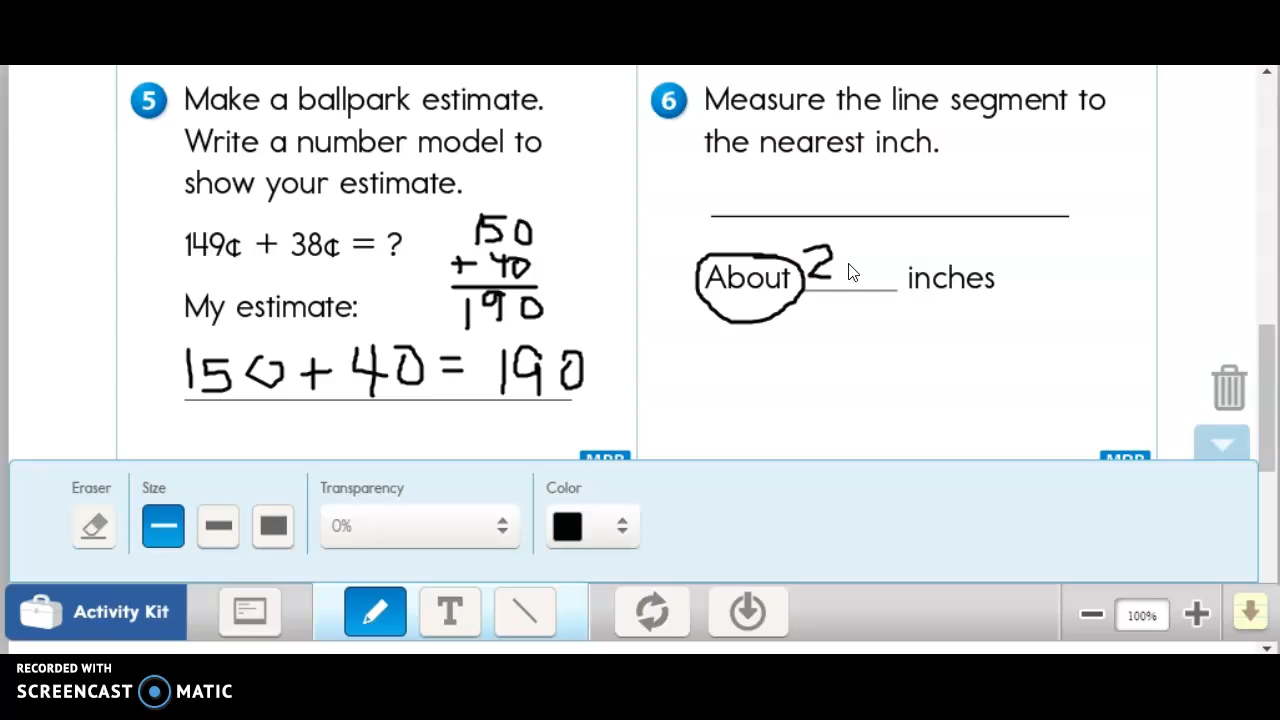 5 Make a ballpark estimate.
Write a number model to
show your estimate.
149¢ + 38¢ = ?
150
+ 40
190
My estimate:
150 + 40 = 190
6 Measure the line segment to
the nearest inch.
About 2 inches
Eraser Size Transparency Color
0%
Activity Kit
T
100%
RECORDED WITH
SCREENCAST MATIC